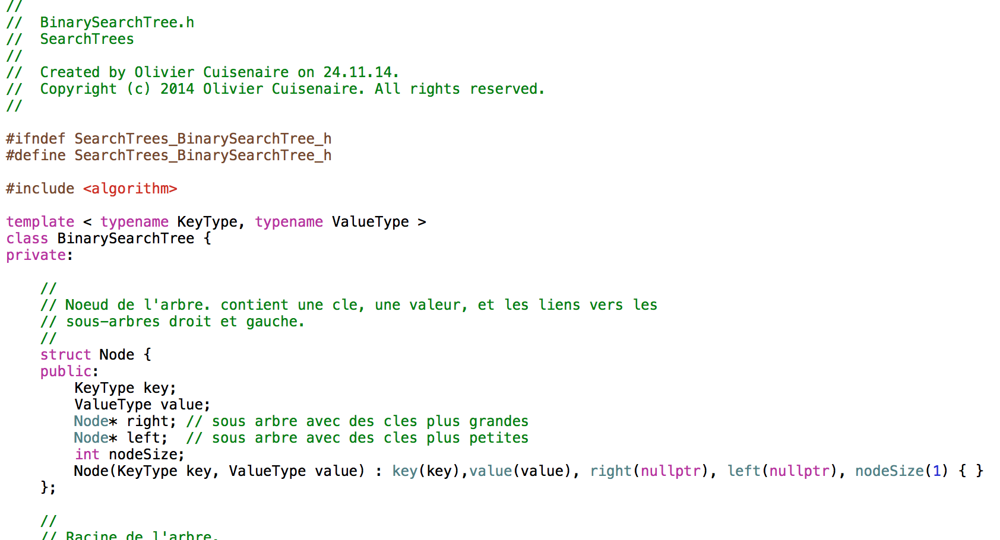 //
//  BinarySearchTree.h
//  SearchTrees
//
//  Created by Olivier Cuisenaire on 24.11.14.
//  Copyright (c) 2014 Olivier Cuisenaire. All rights reserved.
//
#ifndef SearchTrees_BinarySearchTree_h
#define SearchTrees_BinarySearchTree_h
#include <algorithm>
template < typename KeyType, typename ValueType >
class BinarySearchTree {
private:
    //
    // Noeud de l'arbre. contient une cle, une valeur, et les liens vers les
    // sous-arbres droit et gauche.
    //
    struct Node {
    public:
        KeyType key;
        ValueType value;
        Node* right; // sous arbre avec des cles plus grandes
        Node* left;  // sous arbre avec des cles plus petites
        int nodeSize;
        Node(KeyType key, ValueType value) : key(key),value(value), right(nullptr), left(nullptr), nodeSize(1) { }
    };
    //
    // Racine de l'arbre.